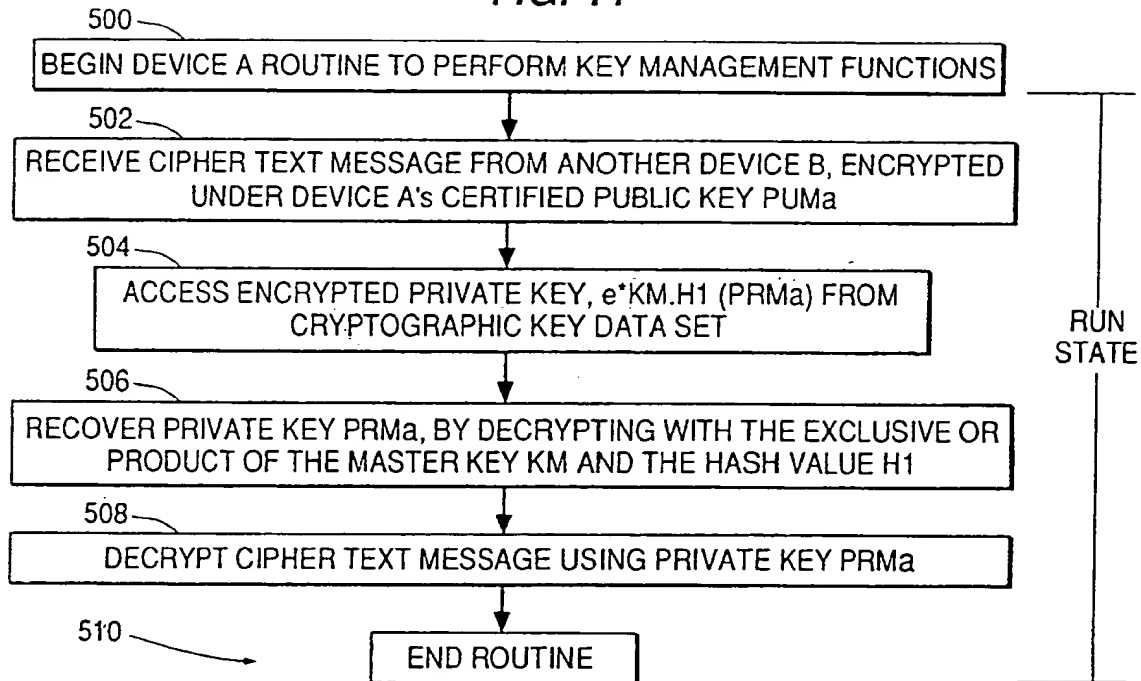 500
BEGIN DEVICE A ROUTINE TO PERFORM KEY MANAGEMENT FUNCTIONS
502
RECEIVE CIPHER TEXT MESSAGE FROM ANOTHER DEVICE B, ENCRYPTED
UNDER DEVICE A's CERTIFIED PUBLIC KEY PUMa
504
ACCESS ENCRYPTED PRIVATE KEY, e*KM.H1 (PRMa) FROM
CRYPTOGRAPHIC KEY DATA SET
RUN
STATE
506
RECOVER PRIVATE KEY PRMa, BY DECRYPTING WITH THE EXCLUSIVE OR
PRODUCT OF THE MASTER KEY KM AND THE HASH VALUE H1
508
DECRYPT CIPHER TEXT MESSAGE USING PRIVATE KEY PRMa
510
END ROUTINE